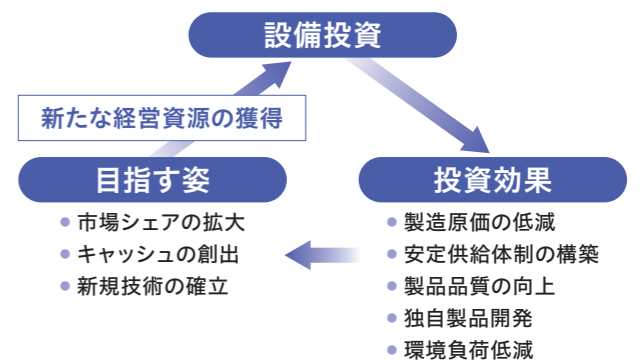 設備投資
新たな経営資源の獲得
目指す姿
• 市場シェアの拡大
• キャッシュの創出
• 新規技術の確立
投資効果
• 製造原価の低減
• 安定供給体制の構築
• 製品品質の向上
• 独自製品開発
• 環境負荷低減